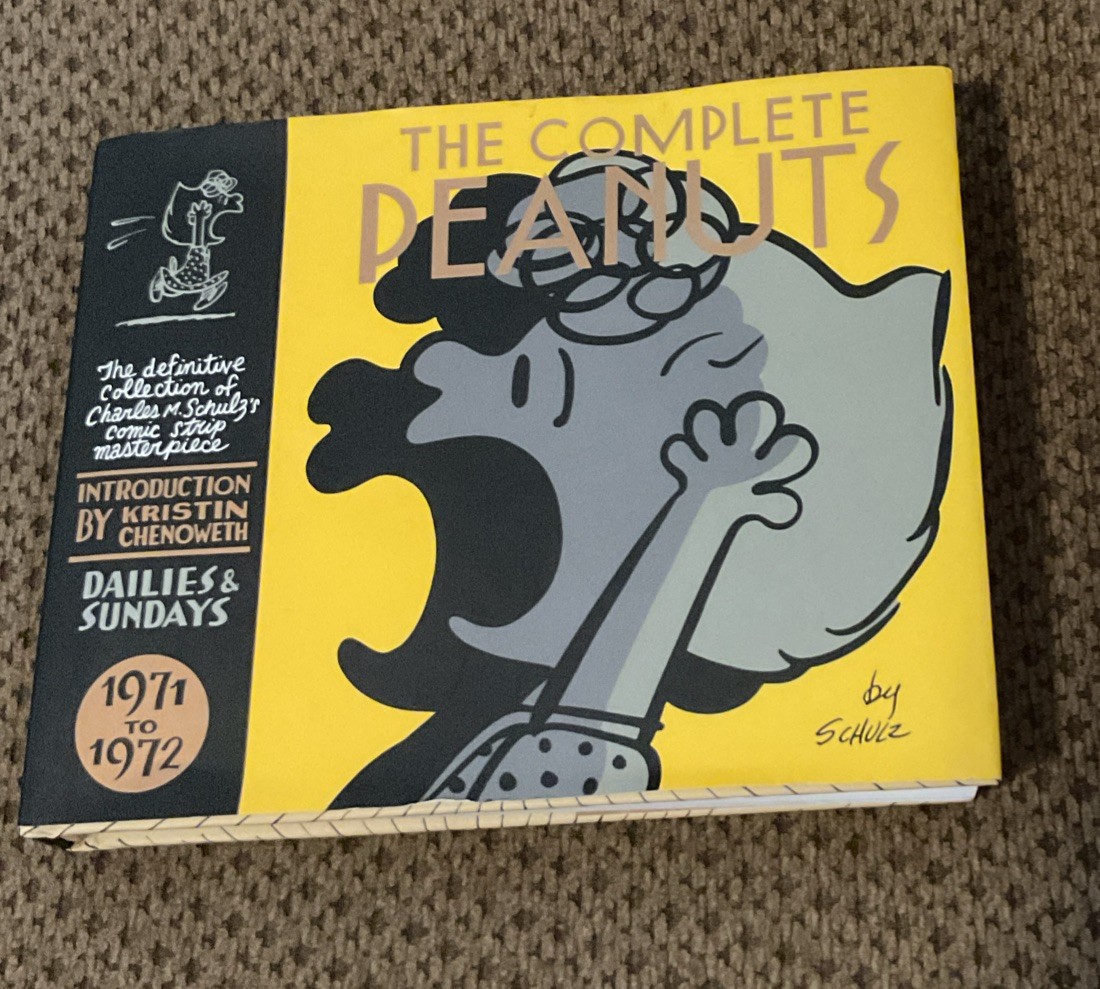 THE COMPLETE
PEANUTS
The definitive
collection of
Charles M. Schulz's
comic strip
masterpiece
INTRODUCTION
BY KRISTIN
CHENOWETH
DAILIES &
SUNDAYS
1971
TO
1972
by
SCHULZ